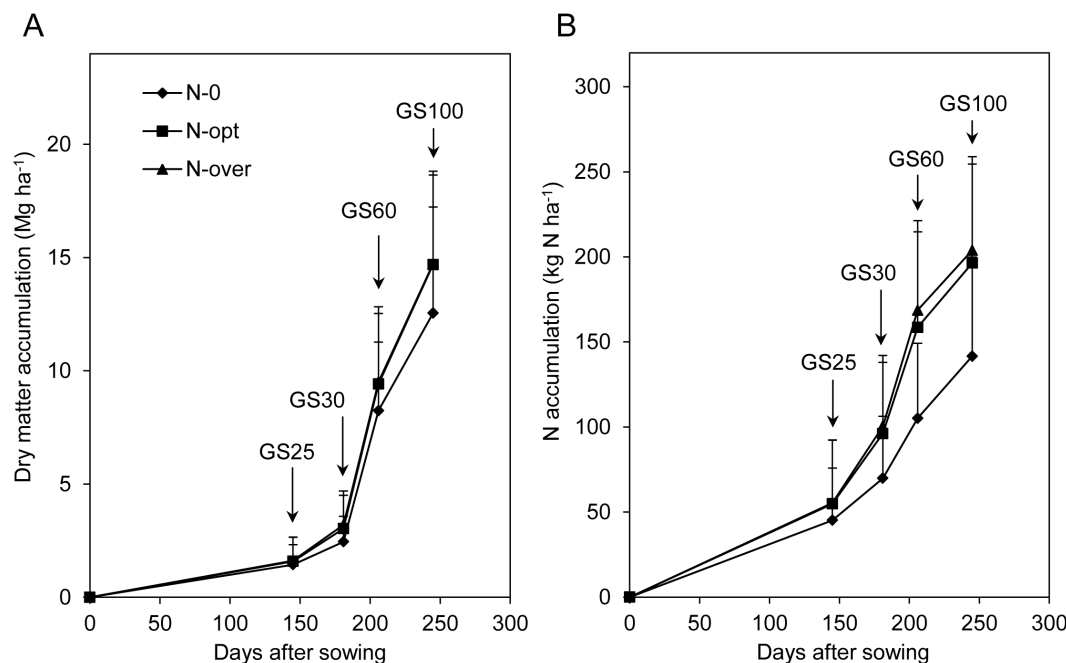 A
Dry matter accumulation (Mg ha⁻¹)
20
15
10
5
0
N-0
N-opt
N-over
GS25
GS30
GS60
GS100
0 50 100 150 200 250 300
Days after sowing
B
N accumulation (kg N ha⁻¹)
300
250
200
150
100
50
0
GS25
GS30
GS60
GS100
0 50 100 150 200 250 300
Days after sowing